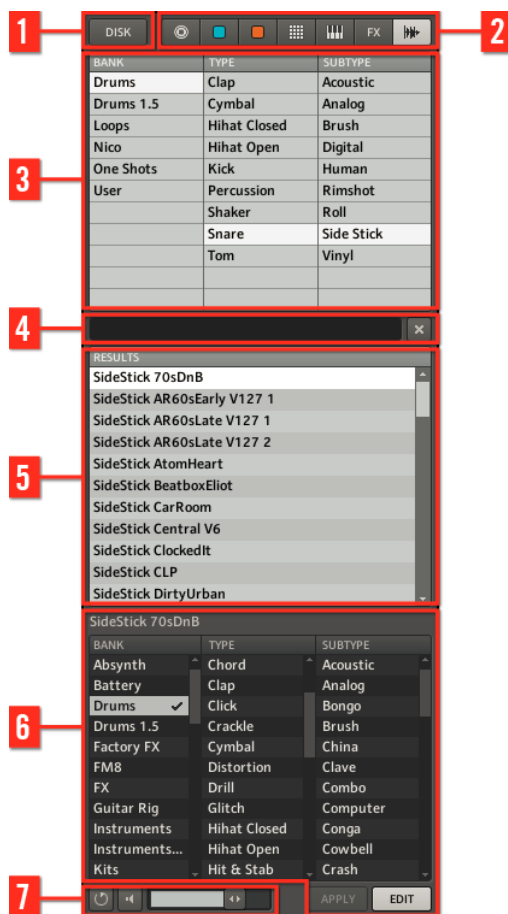 1 DISK FX 2
3
BANK TYPE SUBTYPE
Drums Clap Acoustic
Drums 1.5 Cymbal Analog
Loops Hihat Closed Brush
Nico Hihat Open Digital
One Shots Kick Human
User Percussion Rimshot
Shaker Roll
Snare Side Stick
Tom Vinyl
4
5
RESULTS
SideStick 70sDnB
SideStick AR60sEarly V127 1
SideStick AR60sLate V127 1
SideStick AR60sLate V127 2
SideStick AtomHeart
SideStick BeatboxEliot
SideStick CarRoom
SideStick Central V6
SideStick ClockedIt
SideStick CLP
SideStick DirtyUrban
6
SideStick 70sDnB
BANK TYPE SUBTYPE
Absynth Chord Acoustic
Battery Clap Analog
Drums Click Bongo
Drums 1.5 Crackle Brush
Factory FX Cymbal China
FM8 Distortion Clave
FX Drill Combo
Guitar Rig Glitch Computer
Instruments Hihat Closed Conga
Instruments... Hihat Open Cowbell
Kits Hit & Stab Crash
7 APPLY EDIT